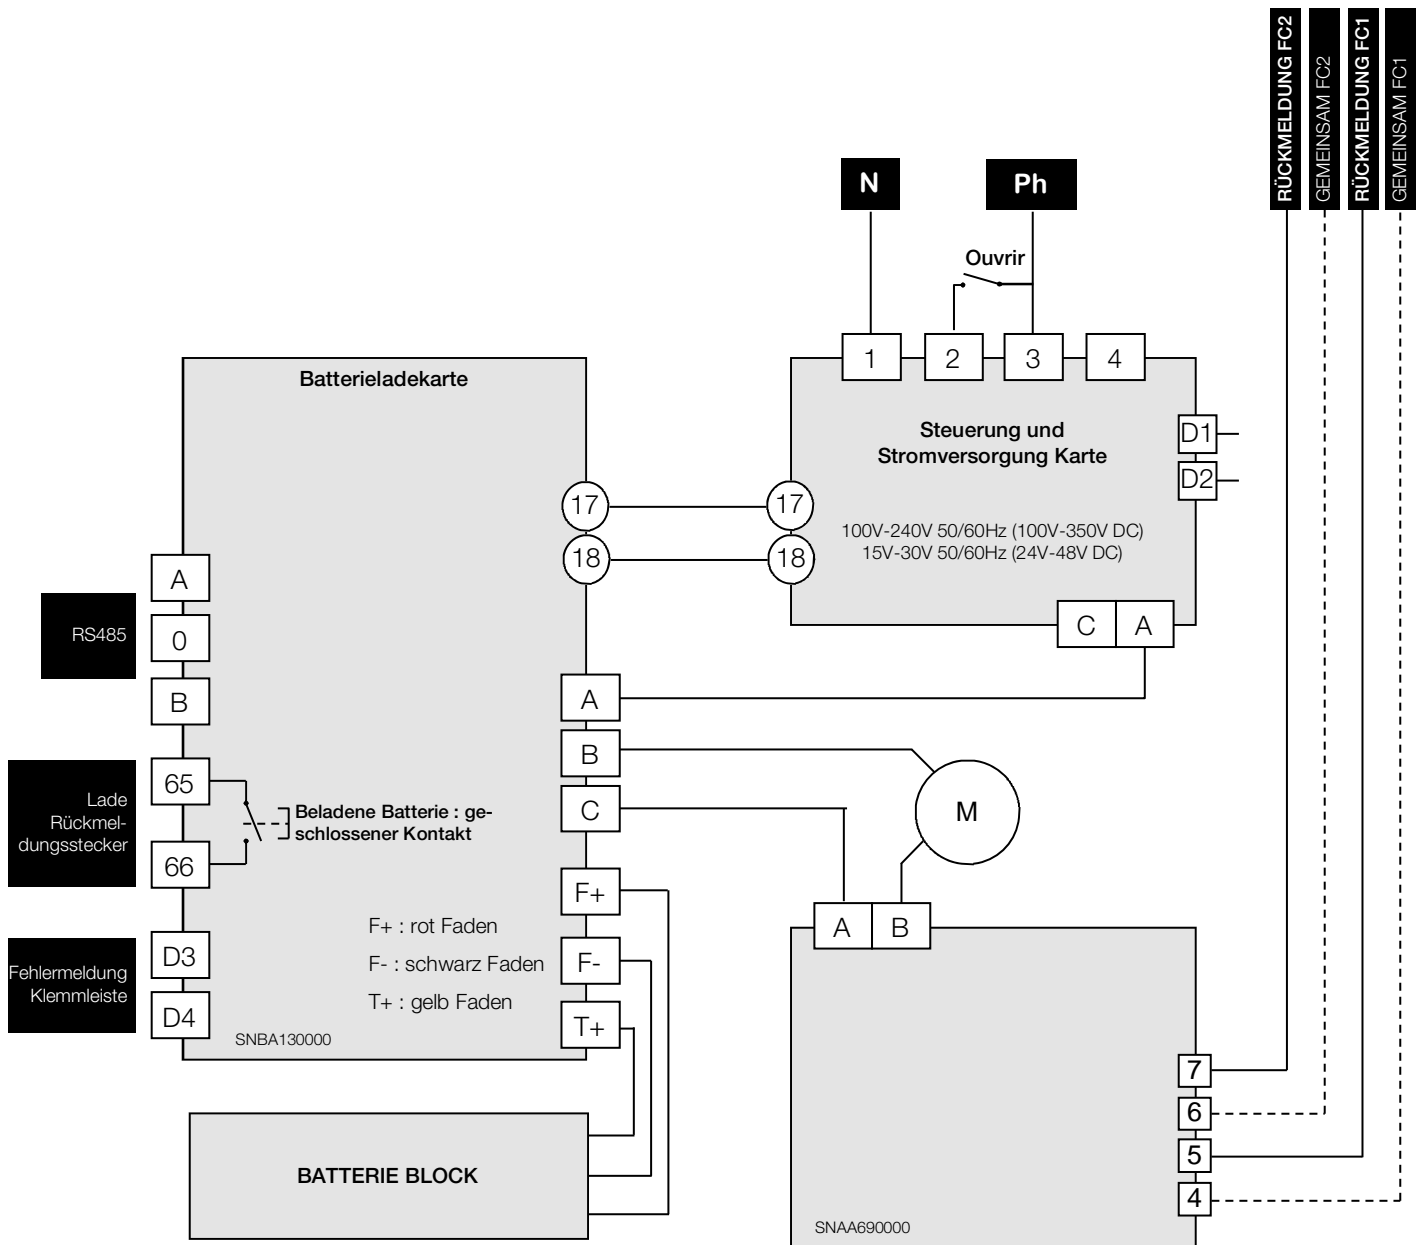 RÜCKMELDUNG FC2
GEMEINSAM FC2
RÜCKMELDUNG FC1
GEMEINSAM FC1
N
Ph
Ouvrir
1
2
3
4
Batterieladekarte
Steuerung und
Stromversorgung Karte
D1
D2
17
17
100V-240V 50/60Hz (100V-350V DC)
15V-30V 50/60Hz (24V-48V DC)
18
18
A
RS485
0
B
C
A
A
B
C
65
Lade
Rückmel-
dungsstecker
66
Beladene Batterie : ge-
schlossener Kontakt
M
F+
F+ : rot Faden
A
B
Fehlermeldung
Klemmleiste
D3
D4
F- : schwarz Faden
F-
T+ : gelb Faden
T+
SNBA130000
7
6
5
4
BATTERIE BLOCK
SNAA690000